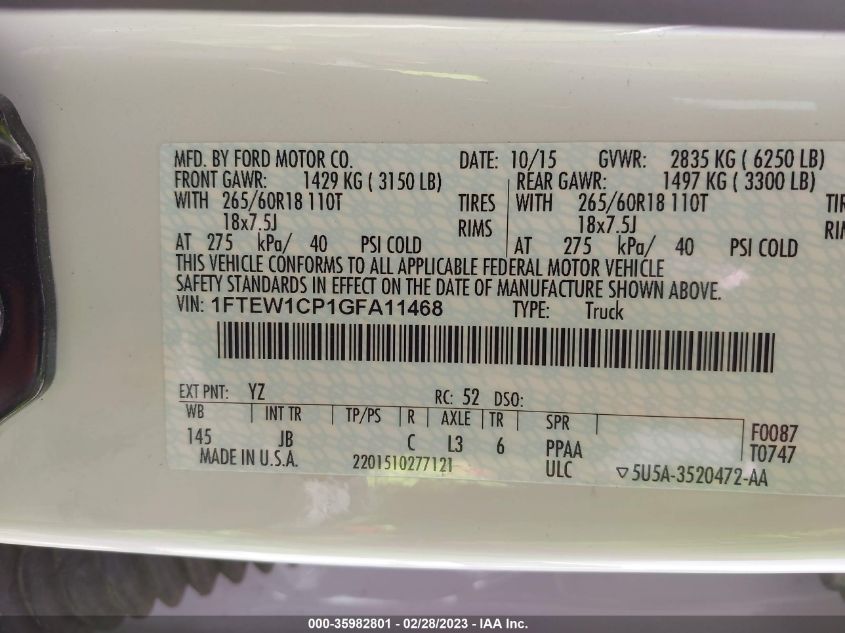 MFD. BY FORD MOTOR CO. DATE: 10/15 GVWR: 2835 KG ( 6250 LB)
FRONT GAWR: 1429 KG ( 3150 LB) REAR GAWR: 1497 KG ( 3300 LB)
WITH 265/60R18 110T TIRES WITH 265/60R18 110T
18x7.5J RIMS 18x7.5J
AT 275 kPa/ 40 PSI COLD AT 275 kPa/ 40 PSI COLD
THIS VEHICLE CONFORMS TO ALL APPLICABLE FEDERAL MOTOR VEHICLE
SAFETY STANDARDS IN EFFECT ON THE DATE OF MANUFACTURE SHOWN ABOVE.
VIN: 1FTEW1CP1GFA11468 TYPE: Truck
EXT PNT: YZ RC: 52 DSO:
WB INT TR TP/PS R AXLE TR SPR F0087
145 JB C L3 6 PPAA T0747
MADE IN U.S.A. 2201510277121 ULC ▽5U5A-3520472-AA
000-35982801 - 02/28/2023 - IAA Inc.